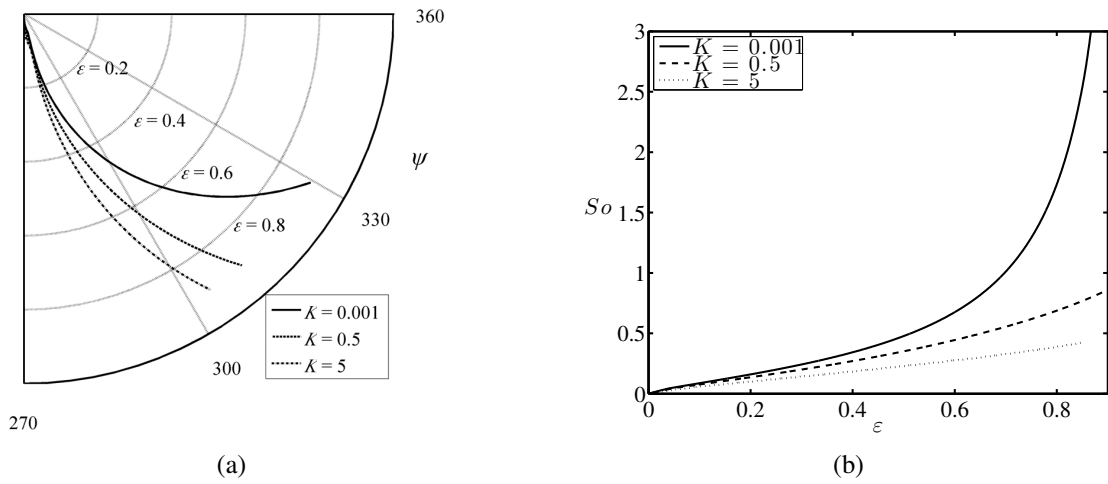 360
ε = 0.2
ε = 0.4
ψ
ε = 0.6
330
ε = 0.8
K = 0.001
K = 0.5
K = 5
300
270
(a)
3
K = 0.001
K = 0.5
K = 5
2.5
2
So
1.5
1
0.5
0
0 0.2 0.4 0.6 0.8
ε
(b)